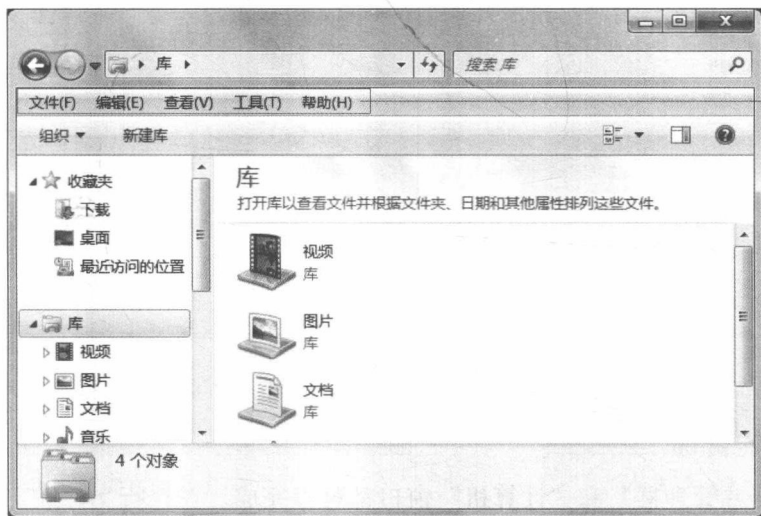 库
搜索 库
文件(F) 编辑(E) 查看(V) 工具(T) 帮助(H)
组织 新建库
收藏夹
下载
桌面
最近访问的位置
库
视频
图片
文档
音乐
库
打开库以查看文件并根据文件夹、日期和其他属性排列这些文件。
视频
库
图片
库
文档
库
4 个对象